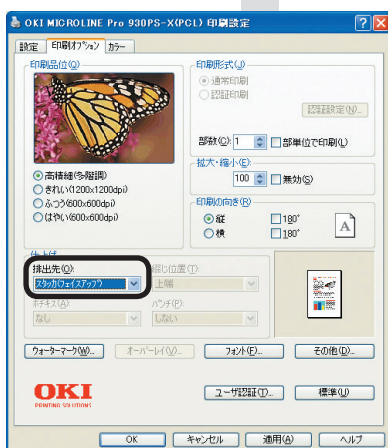 OKI MICROLINE Pro 930PS-X(PCL) 印刷設定
設定 印刷オプション カラー
印刷品位(Q)
高精細(多階調)
きれい(1200x1200dpi)
ふつう(600x600dpi)
はやい(600x600dpi)
印刷形式(J)
通常印刷
認証印刷
認証設定(N)...
部数(C): 1 部単位で印刷(L)
拡大・縮小(E):
100 無効(S)
印刷の向き(R)
縦 180°
横 180°
A
仕上げ
排出先(O):
スタッカ(フェイスアップ)
綴じ位置(T):
上端
ホチキス(A):
なし
パンチ(P):
しない
ウォーターマーク(W)... オーバーレイ(V)... フォント(F)... その他(D)...
OKI
PRINTING SOLUTIONS
ユーザ認証(T)... 標準(U)
OK キャンセル 適用(A) ヘルプ